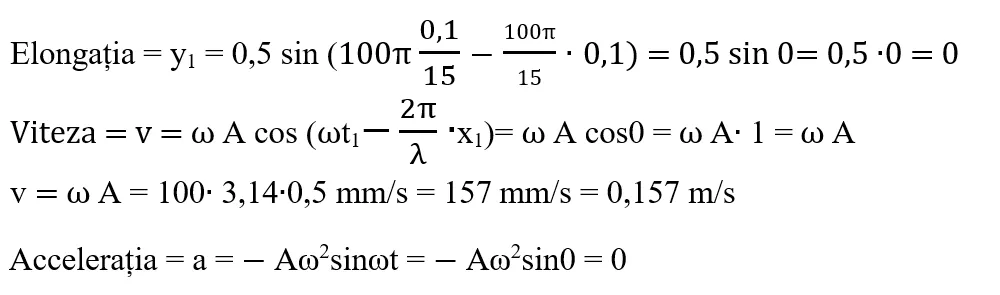 Elongația = y₁ = 0,5 sin (100π 0,1/15 − 100π/15 · 0,1) = 0,5 sin 0= 0,5 ·0 = 0
Viteza = v = ω A cos (ωt₁− 2π/λ ·x₁)= ω A cos0 = ω A· 1 = ω A
v = ω A = 100· 3,14·0,5 mm/s = 157 mm/s = 0,157 m/s
Accelerația = a = − Aω²sinωt = − Aω²sin0 = 0